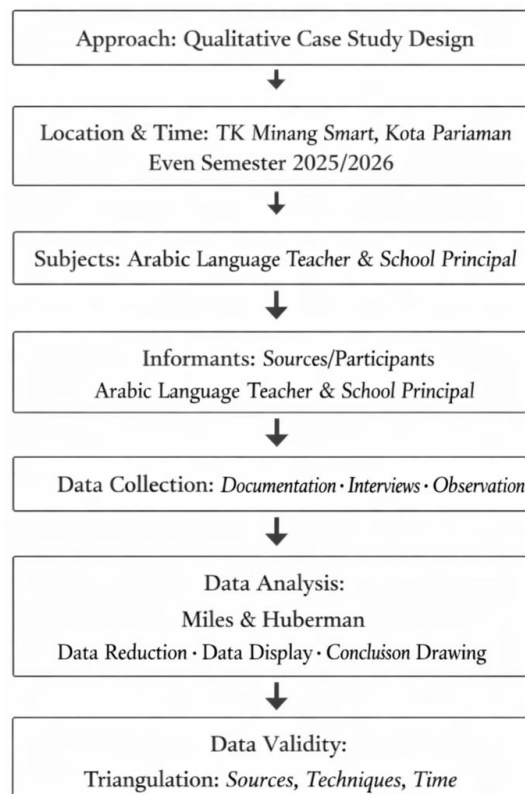 Approach: Qualitative Case Study Design
Location & Time: TK Minang Smart, Kota Pariaman
Even Semester 2025/2026
Subjects: Arabic Language Teacher & School Principal
Informants: Sources/Participants
Arabic Language Teacher & School Principal
Data Collection: Documentation · Interviews · Observation
Data Analysis:
Miles & Huberman
Data Reduction · Data Display · Concluison Drawing
Data Validity:
Triangulation: Sources, Techniques, Time